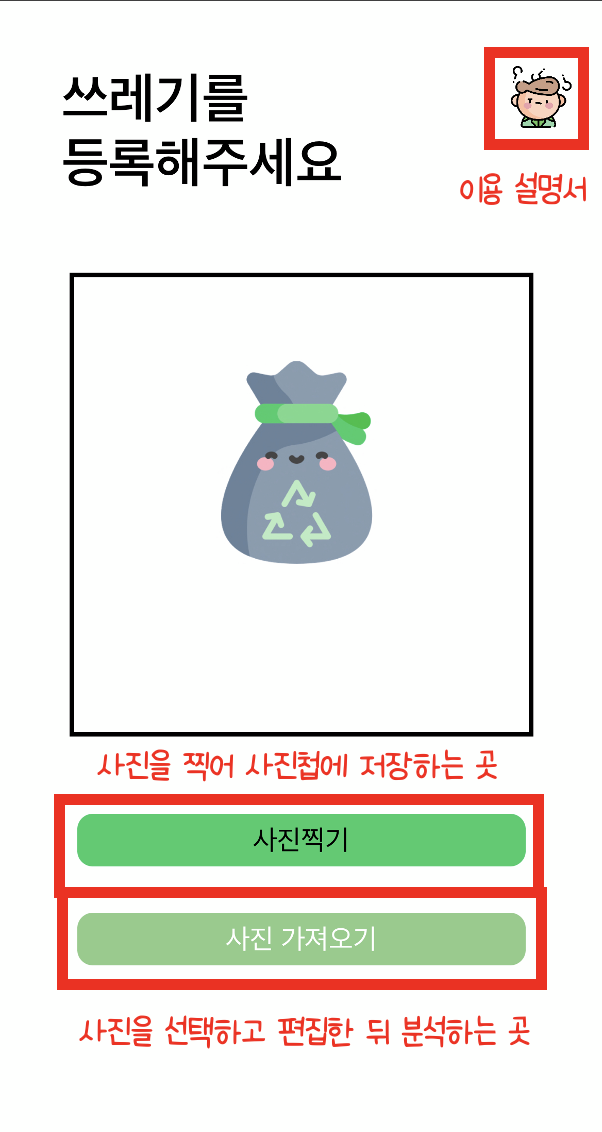 쓰레기를
등록해주세요
이용 설명서
사진을 찍어 사진첩에 저장하는 곳
사진찍기
사진 가져오기
사진을 선택하고 편집한 뒤 분석하는 곳